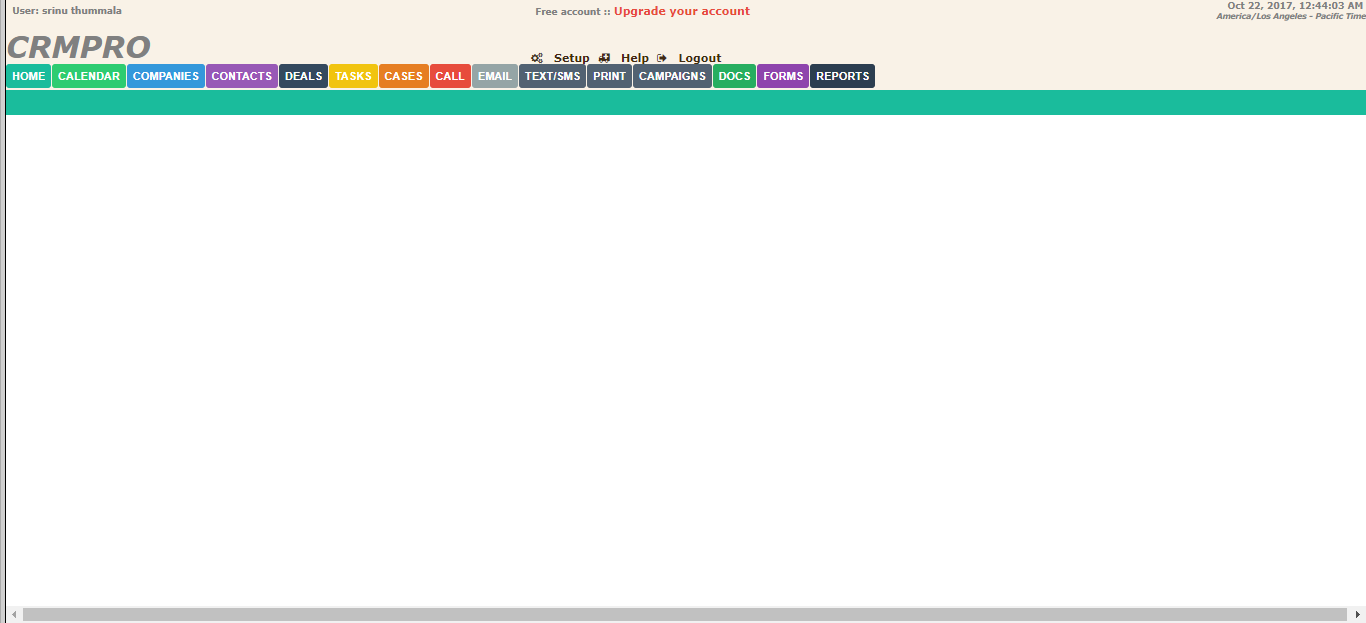 User: srinu thummala
Free account :: Upgrade your account
Oct 22, 2017, 12:44:03 AM
America/Los Angeles - Pacific Time
CRMPRO
Setup Help Logout
HOME CALENDAR COMPANIES CONTACTS DEALS TASKS CASES CALL EMAIL TEXT/SMS PRINT CAMPAIGNS DOCS FORMS REPORTS